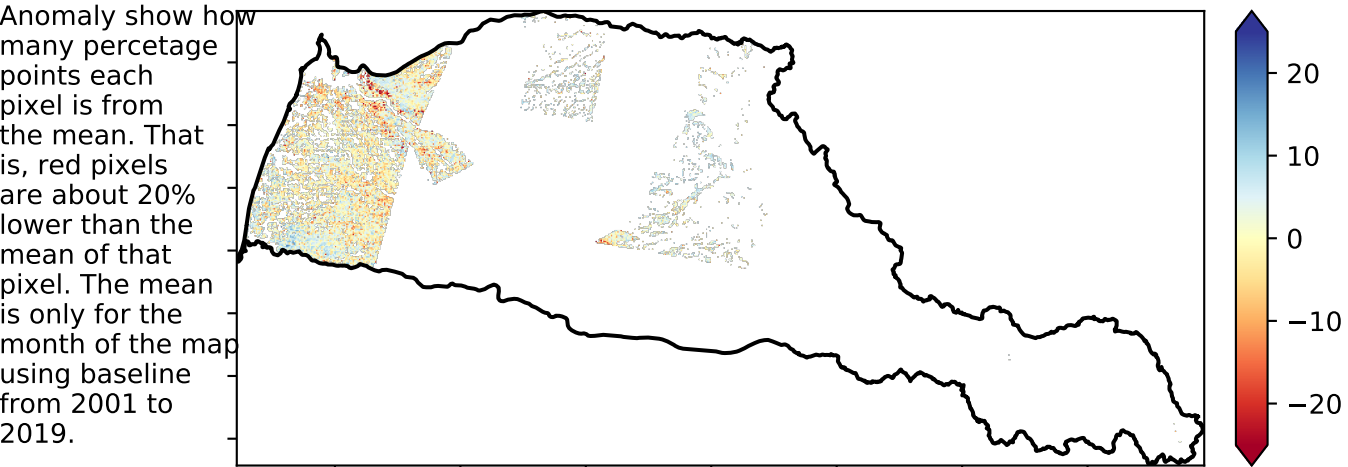 Anomaly show how
many percetage
points each
pixel is from
the mean. That
is, red pixels
are about 20%
lower than the
mean of that
pixel. The mean
is only for the
month of the map
using baseline
from 2001 to
2019.
20
10
0
−10
−20